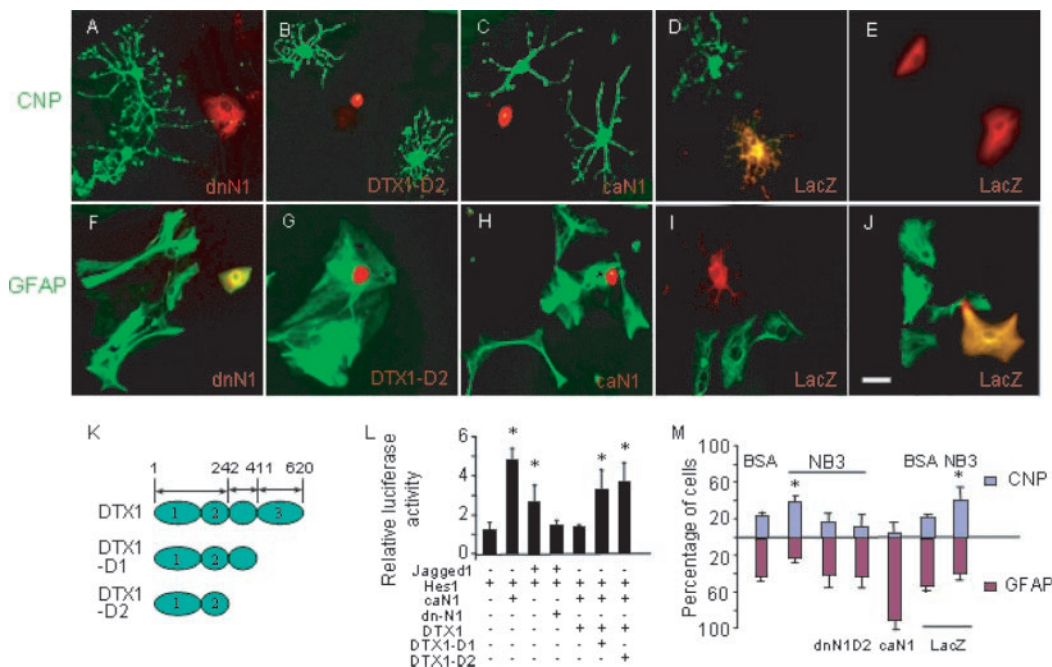 A B C D E
CNP
dnN1 DTX1-D2 caN1 LacZ LacZ
F G H I J
GFAP
dnN1 DTX1-D2 caN1 LacZ LacZ
K
1 242 411 620
DTX1 1 2 3
DTX1
-D1 1 2
DTX1
-D2 1 2
L
Relative luciferase
activity
6
4
2
0
* * * *
Jagged1 - - + + - - -
Hes1 + + + + + + +
caN1 - + - - + + +
dn-N1 - - - + - - -
DTX1 - - - - + + +
DTX1-D1 - - - - - + -
DTX1-D2 - - - - - - +
M
Percentage of cells
100
80
60
20
20
60
80
100
BSA NB3 BSA NB3
* *
CNP
GFAP
dnN1 D2 caN1 LacZ